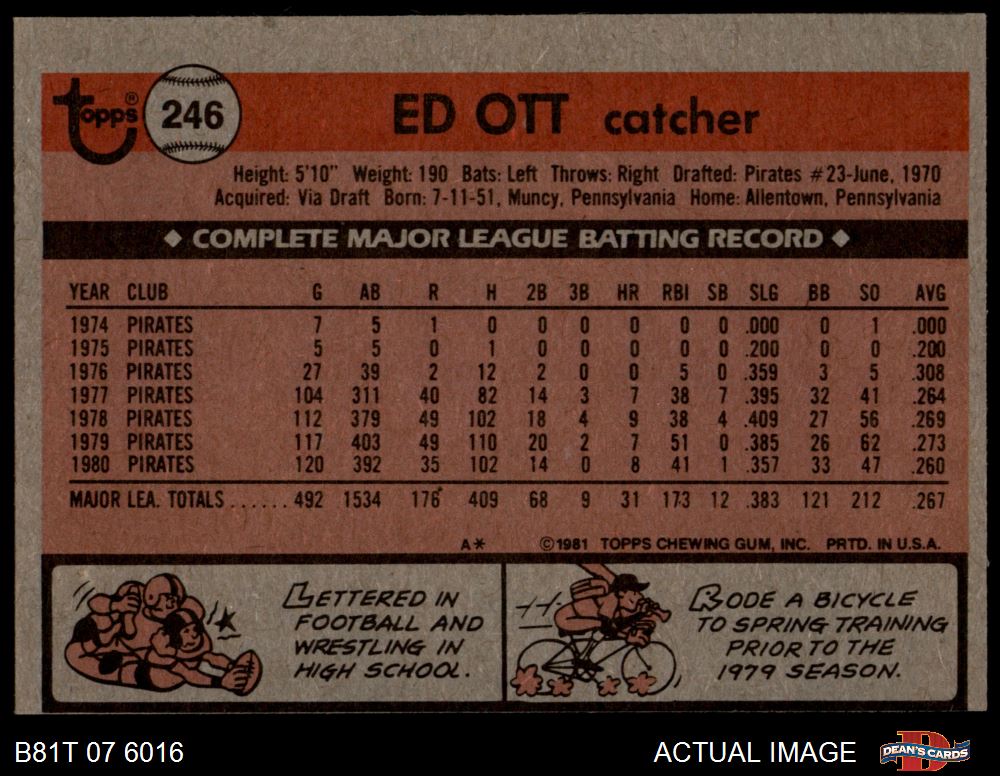 topps® 246 ED OTT catcher
Height: 5'10" Weight: 190 Bats: Left Throws: Right Drafted: Pirates #23-June, 1970
Acquired: Via Draft Born: 7-11-51, Muncy, Pennsylvania Home: Allentown, Pennsylvania
◆ COMPLETE MAJOR LEAGUE BATTING RECORD ◆
YEAR CLUB G AB R H 2B 3B HR RBI SB SLG BB SO AVG
1974 PIRATES 7 5 1 0 0 0 0 0 0 .000 0 1 .000
1975 PIRATES 5 5 0 1 0 0 0 0 0 .200 0 0 .200
1976 PIRATES 27 39 2 12 2 0 0 5 0 .359 3 5 .308
1977 PIRATES 104 311 40 82 14 3 7 38 7 .395 32 41 .264
1978 PIRATES 112 379 49 102 18 4 9 38 4 .409 27 56 .269
1979 PIRATES 117 403 49 110 20 2 7 51 0 .385 26 62 .273
1980 PIRATES 120 392 35 102 14 0 8 41 1 .357 33 47 .260
MAJOR LEA. TOTALS...... 492 1534 176 409 68 9 31 173 12 .383 121 212 .267
A* ©1981 TOPPS CHEWING GUM, INC. PRTD. IN U.S.A.
LETTERED IN
FOOTBALL AND
WRESTLING IN
HIGH SCHOOL.
RODE A BICYCLE
TO SPRING TRAINING
PRIOR TO THE
1979 SEASON.
B81T 07 6016 ACTUAL IMAGE DEAN'S CARDS